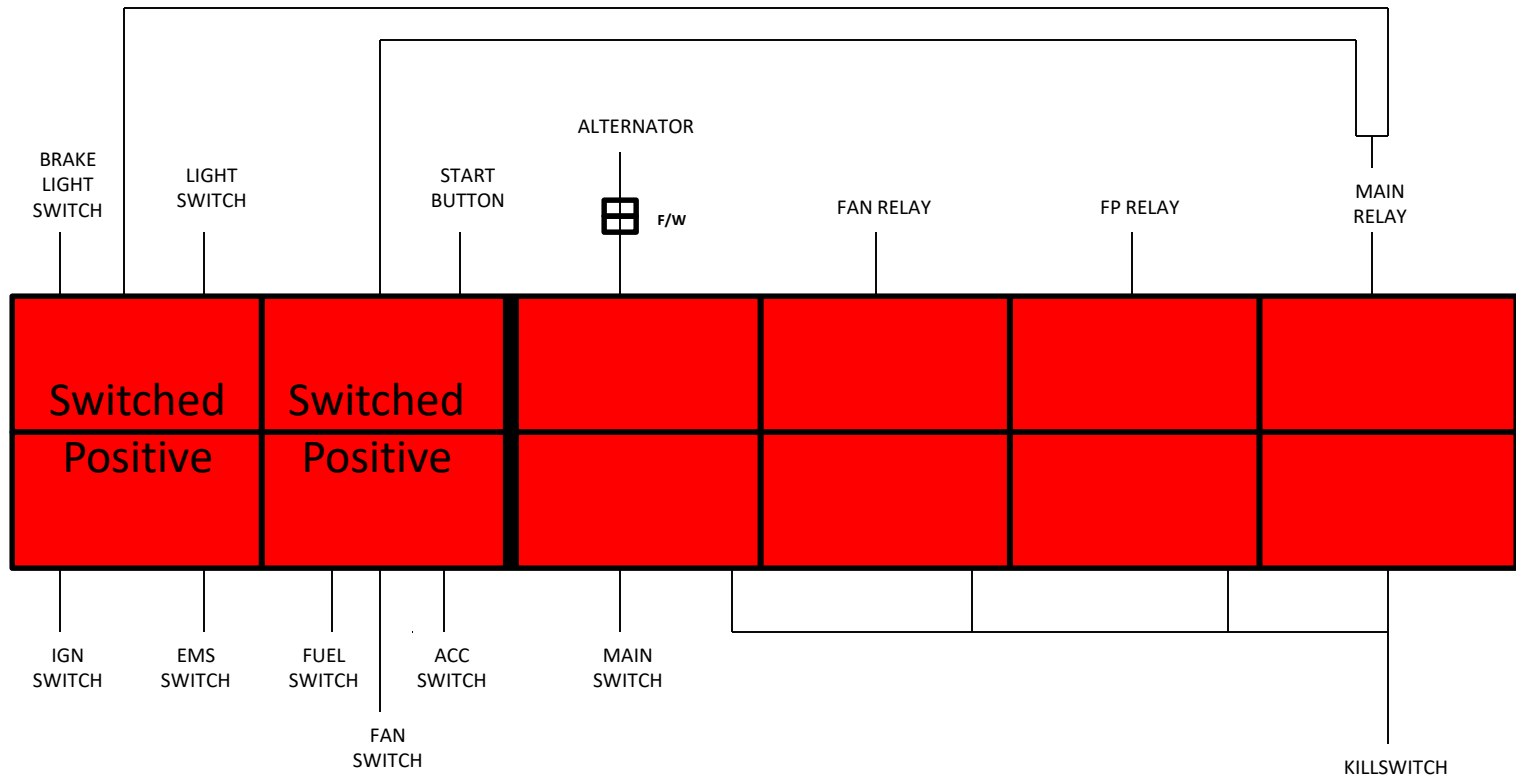 ALTERNATOR
BRAKE
LIGHT
SWITCH
LIGHT
SWITCH
START
BUTTON
F/W
FAN RELAY
FP RELAY
MAIN
RELAY
Switched
Positive
Switched
Positive
IGN
SWITCH
EMS
SWITCH
FUEL
SWITCH
FAN
SWITCH
ACC
SWITCH
MAIN
SWITCH
KILLSWITCH